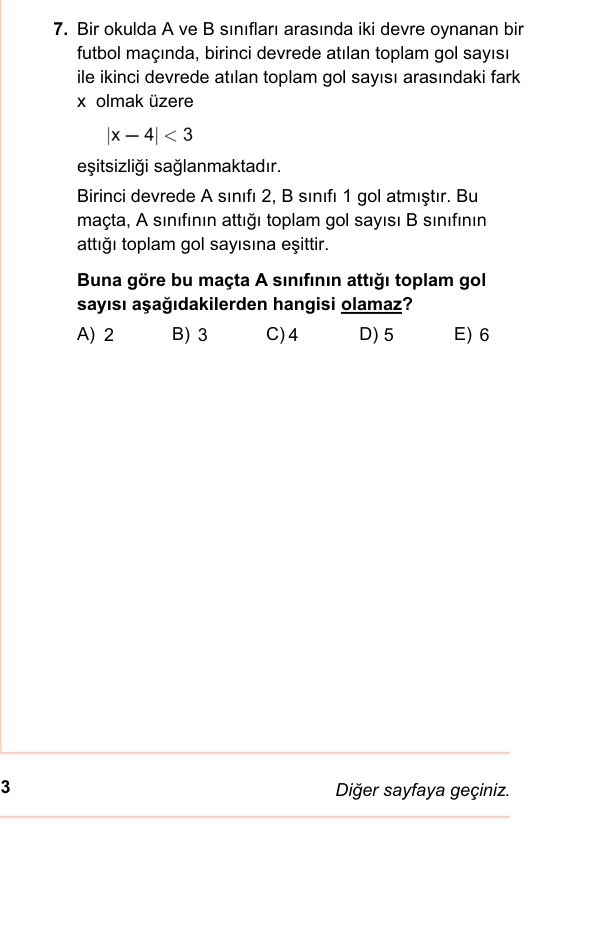 7. Bir okulda A ve B sınıfları arasında iki devre oynanan bir
futbol maçında, birinci devrede atılan toplam gol sayısı
ile ikinci devrede atılan toplam gol sayısı arasındaki fark
x olmak üzere
|x – 4| < 3
eşitsizliği sağlanmaktadır.
Birinci devrede A sınıfı 2, B sınıfı 1 gol atmıştır. Bu
maçta, A sınıfının attığı toplam gol sayısı B sınıfının
attığı toplam gol sayısına eşittir.
Buna göre bu maçta A sınıfının attığı toplam gol
sayısı aşağıdakilerden hangisi olamaz?
A) 2 B) 3 C) 4 D) 5 E) 6
3 Diğer sayfaya geçiniz.